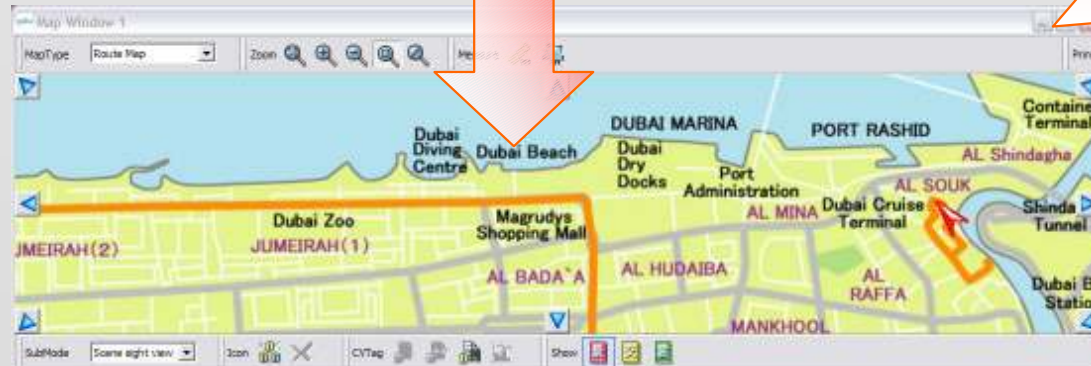 Map Window 1
MapType
Route Map
Zoom
Dubai
Diving
Centre
Dubai Beach
DUBAI MARINA
Dubai
Dry
Docks
Port
Administration
PORT RASHID
Container
Terminal
AL Shindagha
AL SOUK
AL MINA
Dubai Cruise
Terminal
Shinda
Tunnel
Dubai Zoo
JUMEIRAH(1)
JUMEIRAH(2)
Magrudys
Shopping Mall
AL BADA`A
AL HUDAIBA
AL
RAFFA
MANKHOOL
Dubai B
Statio
SubMode
Scene sight view
Icon
CVTag
Show